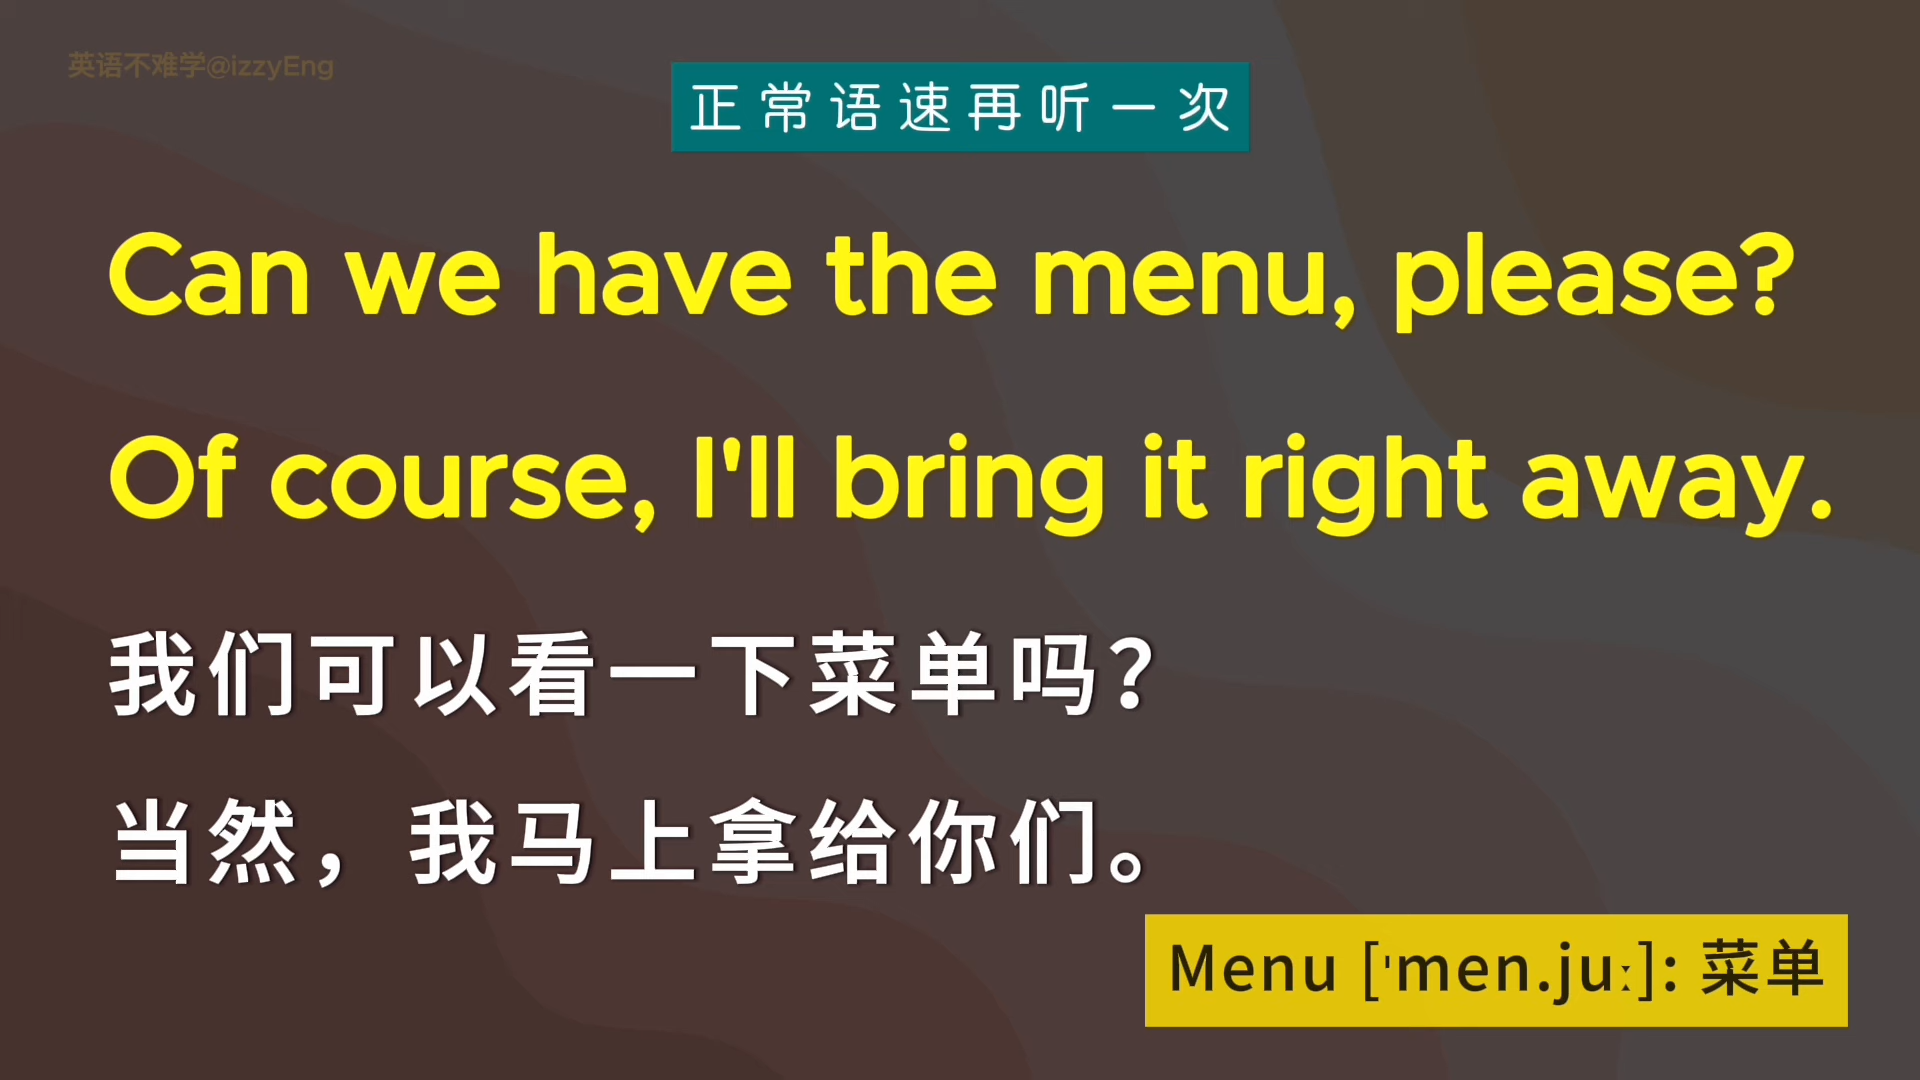 英语不难学@izzyEng
正常语速再听一次
Can we have the menu, please?
Of course, I'll bring it right away.
我们可以看一下菜单吗？
当然，我马上拿给你们。
Menu [ˈmen.juː]: 菜单